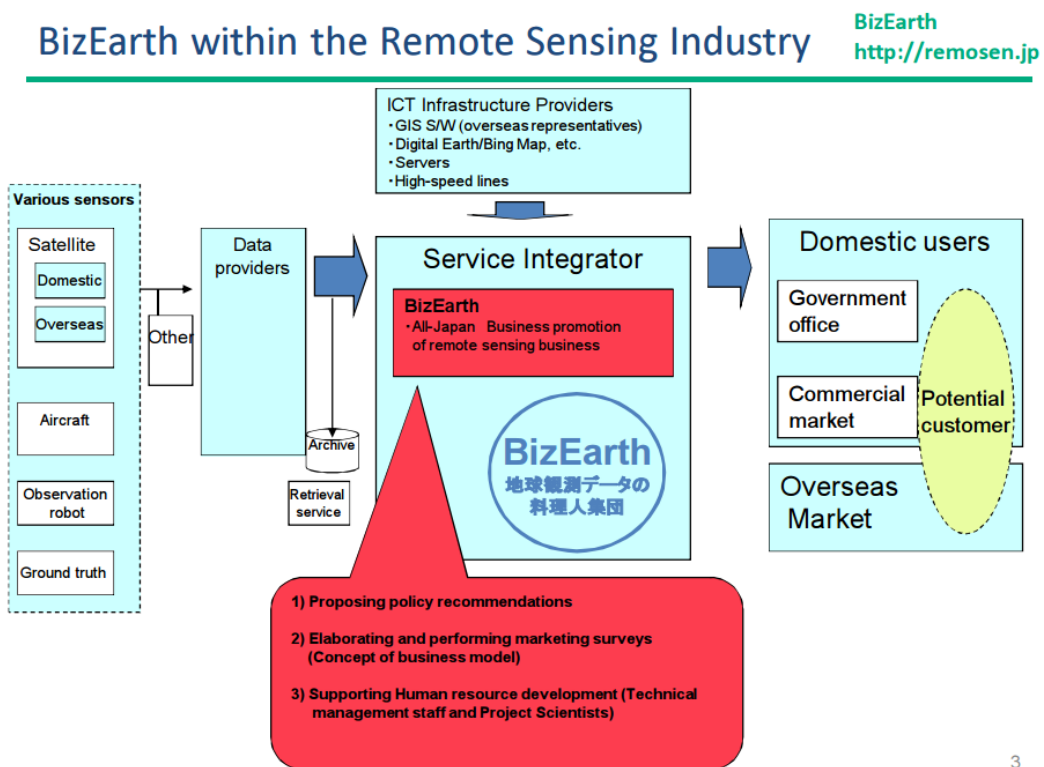 BizEarth within the Remote Sensing Industry
BizEarth
http://remosen.jp
ICT Infrastructure Providers
・GIS S/W (overseas representatives)
・Digital Earth/Bing Map, etc.
・Servers
・High-speed lines
Various sensors
Satellite
Domestic
Overseas
Aircraft
Observation
robot
Ground truth
Other
Data
providers
Archive
Retrieval
service
Service Integrator
BizEarth
・All-Japan Business promotion
of remote sensing business
BizEarth
地球観測データの
料理人集団
Domestic users
Government
office
Commercial
market
Potential
customer
Overseas
Market
1) Proposing policy recommendations
2) Elaborating and performing marketing surveys
(Concept of business model)
3) Supporting Human resource development (Technical
management staff and Project Scientists)
3